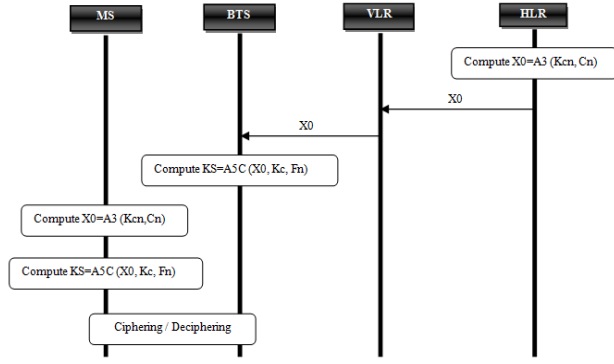 MS BTS VLR HLR
Compute X0=A3 (Kcn, Cn)
X0
X0
Compute KS=A5C (X0, Kc, Fn)
Compute X0=A3 (Kcn,Cn)
Compute KS=A5C (X0, Kc, Fn)
Ciphering / Deciphering